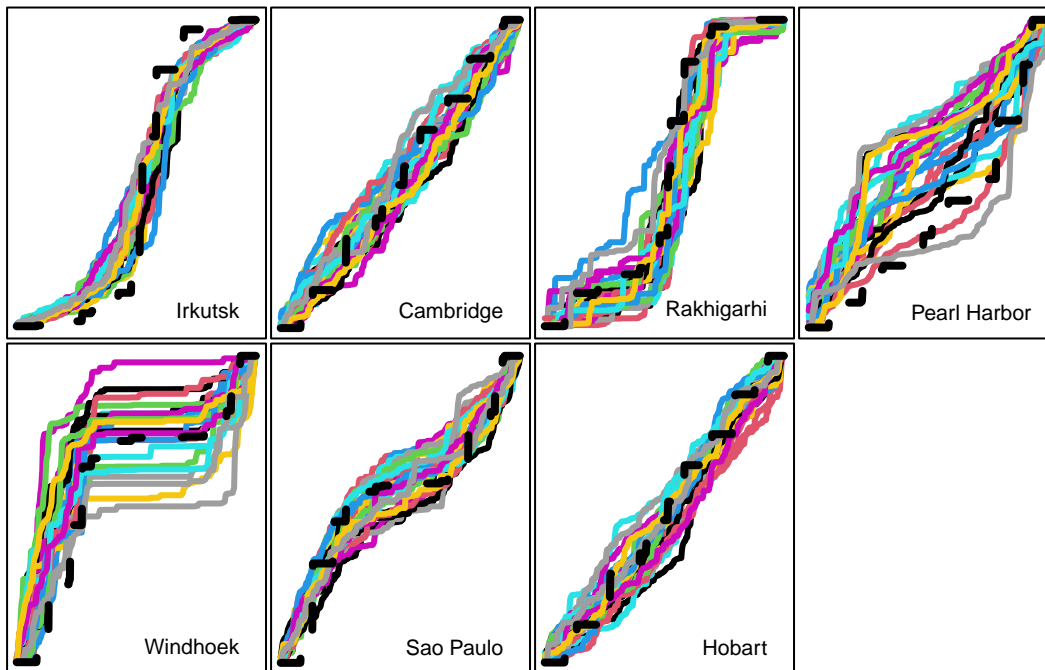 Irkutsk
Cambridge
Rakhigarhi
Pearl Harbor
Windhoek
Sao Paulo
Hobart